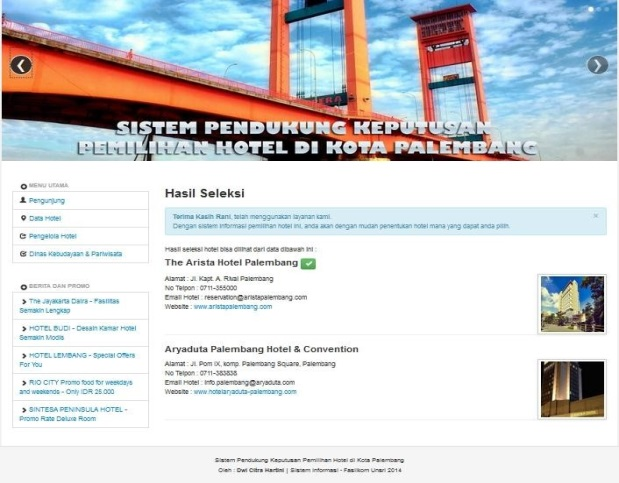 SISTEM PENDUKUNG KEPUTUSAN
PEMILIHAN HOTEL DI KOTA PALEMBANG
MENU UTAMA
Pengunjung
Data Hotel
Pengelola Hotel
Dinas Kebudayaan & Pariwisata
BERITA DAN PROMO
The Jayakarta Daira - Fasilitas
Semakin Lengkap
HOTEL BUDI - Desain Kamar Hotel
Semakin Modis
HOTEL LEMBANG - Special Offers
For You
RIO CITY Promo food for weekdays
and weekends - Only IDR 25.000
SINTESA PENINSULA HOTEL -
Promo Rate Deluxe Room
Hasil Seleksi
Terima Kasih Rani, telah menggunakan layanan kami.
Dengan sistem informasi pemilihan hotel ini, anda akan dengan mudah penentukan hotel mana yang dapat anda pilih.
Hasil seleksi hotel bisa dilihat dari data dibawah ini :
The Arista Hotel Palembang
Alamat : Jl. Kapt. A. Rivai Palembang
No Telpon : 0711-355000
Email Hotel : reservation@aristapalembang.com
Website : www.aristapalembang.com
Aryaduta Palembang Hotel & Convention
Alamat : Jl. Pom IX, komp. Palembang Square, Palembang
No Telpon : 0711-383838
Email Hotel : info.palembang@aryaduta.com
Website : www.hotelaryaduta-palembang.com
Sistem Pendukung Keputusan Pemilihan Hotel di Kota Palembang
Oleh : Dwi Citra Hartini | Sistem Informasi - Fasilkom Unsri 2014